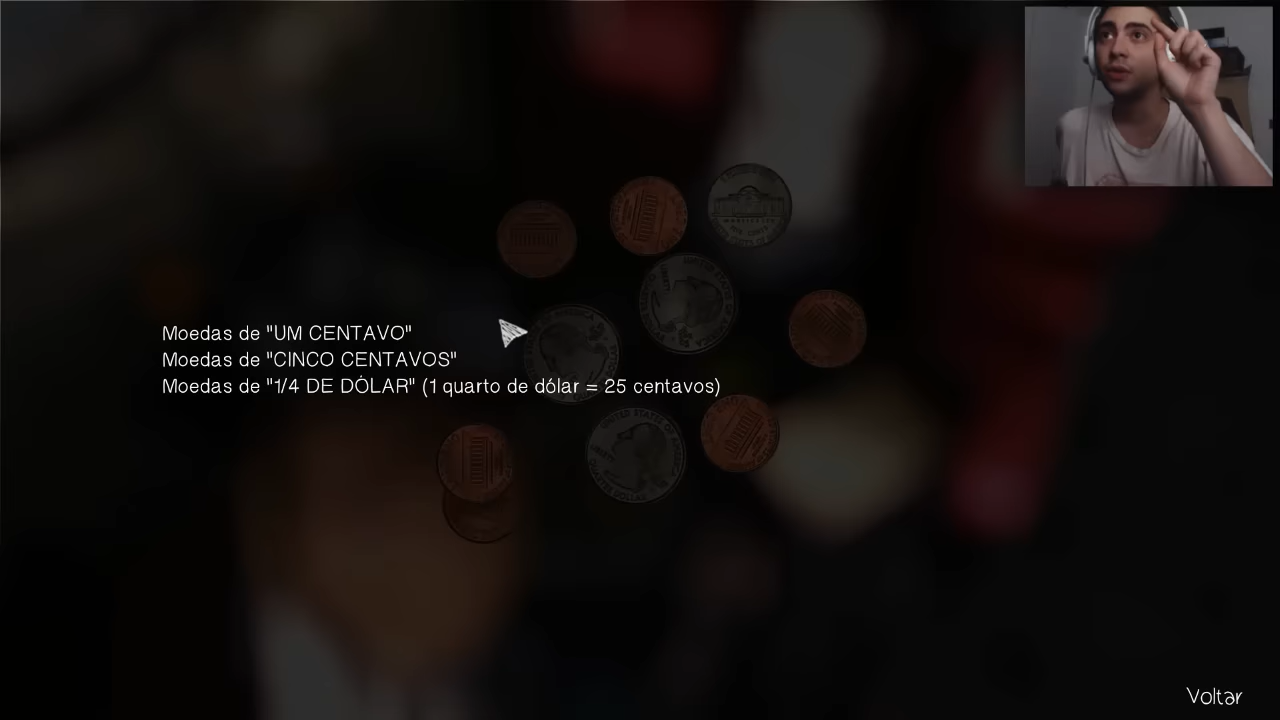 Moedas de "UM CENTAVO"
Moedas de "CINCO CENTAVOS"
Moedas de "1/4 DE DÓLAR" (1 quarto de dólar = 25 centavos)
Voltar